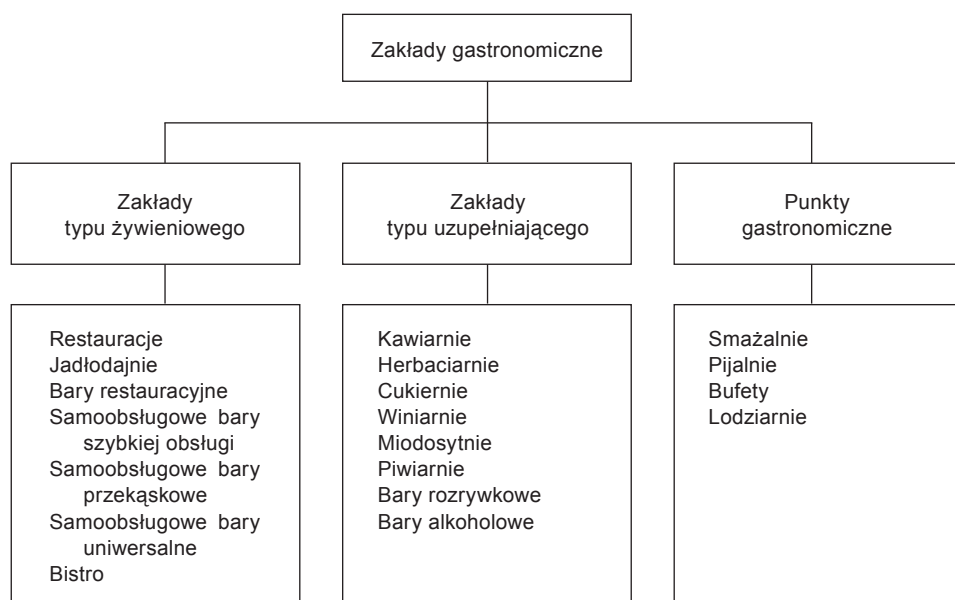 Zakłady gastronomiczne
Zakłady
typu żywieniowego
Zakłady
typu uzupełniającego
Punkty
gastronomiczne
Restauracje
Jadłodajnie
Bary restauracyjne
Samoobsługowe bary
szybkiej obsługi
Samoobsługowe bary
przekąskowe
Samoobsługowe bary
uniwersalne
Bistro
Kawiarnie
Herbaciarnie
Cukiernie
Winiarnie
Miodosytnie
Piwiarnie
Bary rozrywkowe
Bary alkoholowe
Smażalnie
Pijalnie
Bufety
Lodziarnie